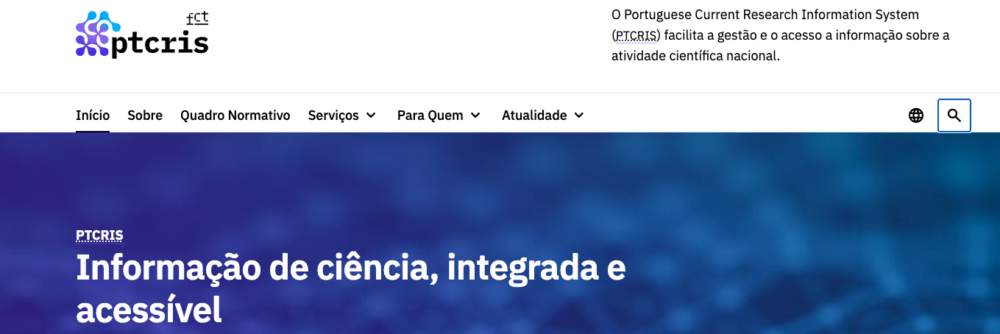 fct
ptcris
O Portuguese Current Research Information System
(PTCRIS) facilita a gestão e o acesso a informação sobre a
atividade científica nacional.
Início Sobre Quadro Normativo Serviços Para Quem Atualidade
PTCRIS
Informação de ciência, integrada e
acessível